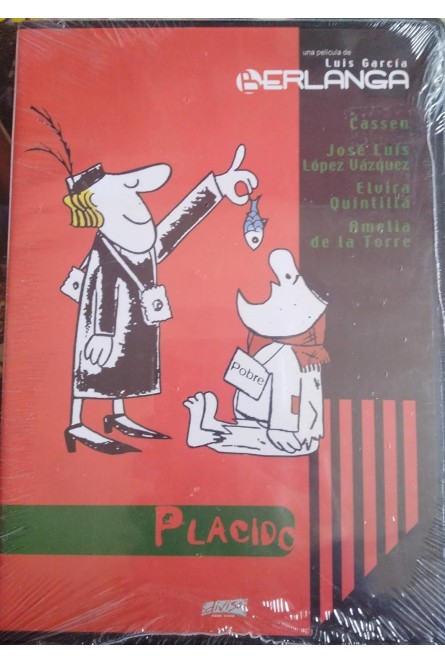 una película de
Luis García
BERLANGA
Cassen
José Luis
López Vázquez
Elvira
Quintillá
Amelia
de la Torre
Pobre
PLACIDO